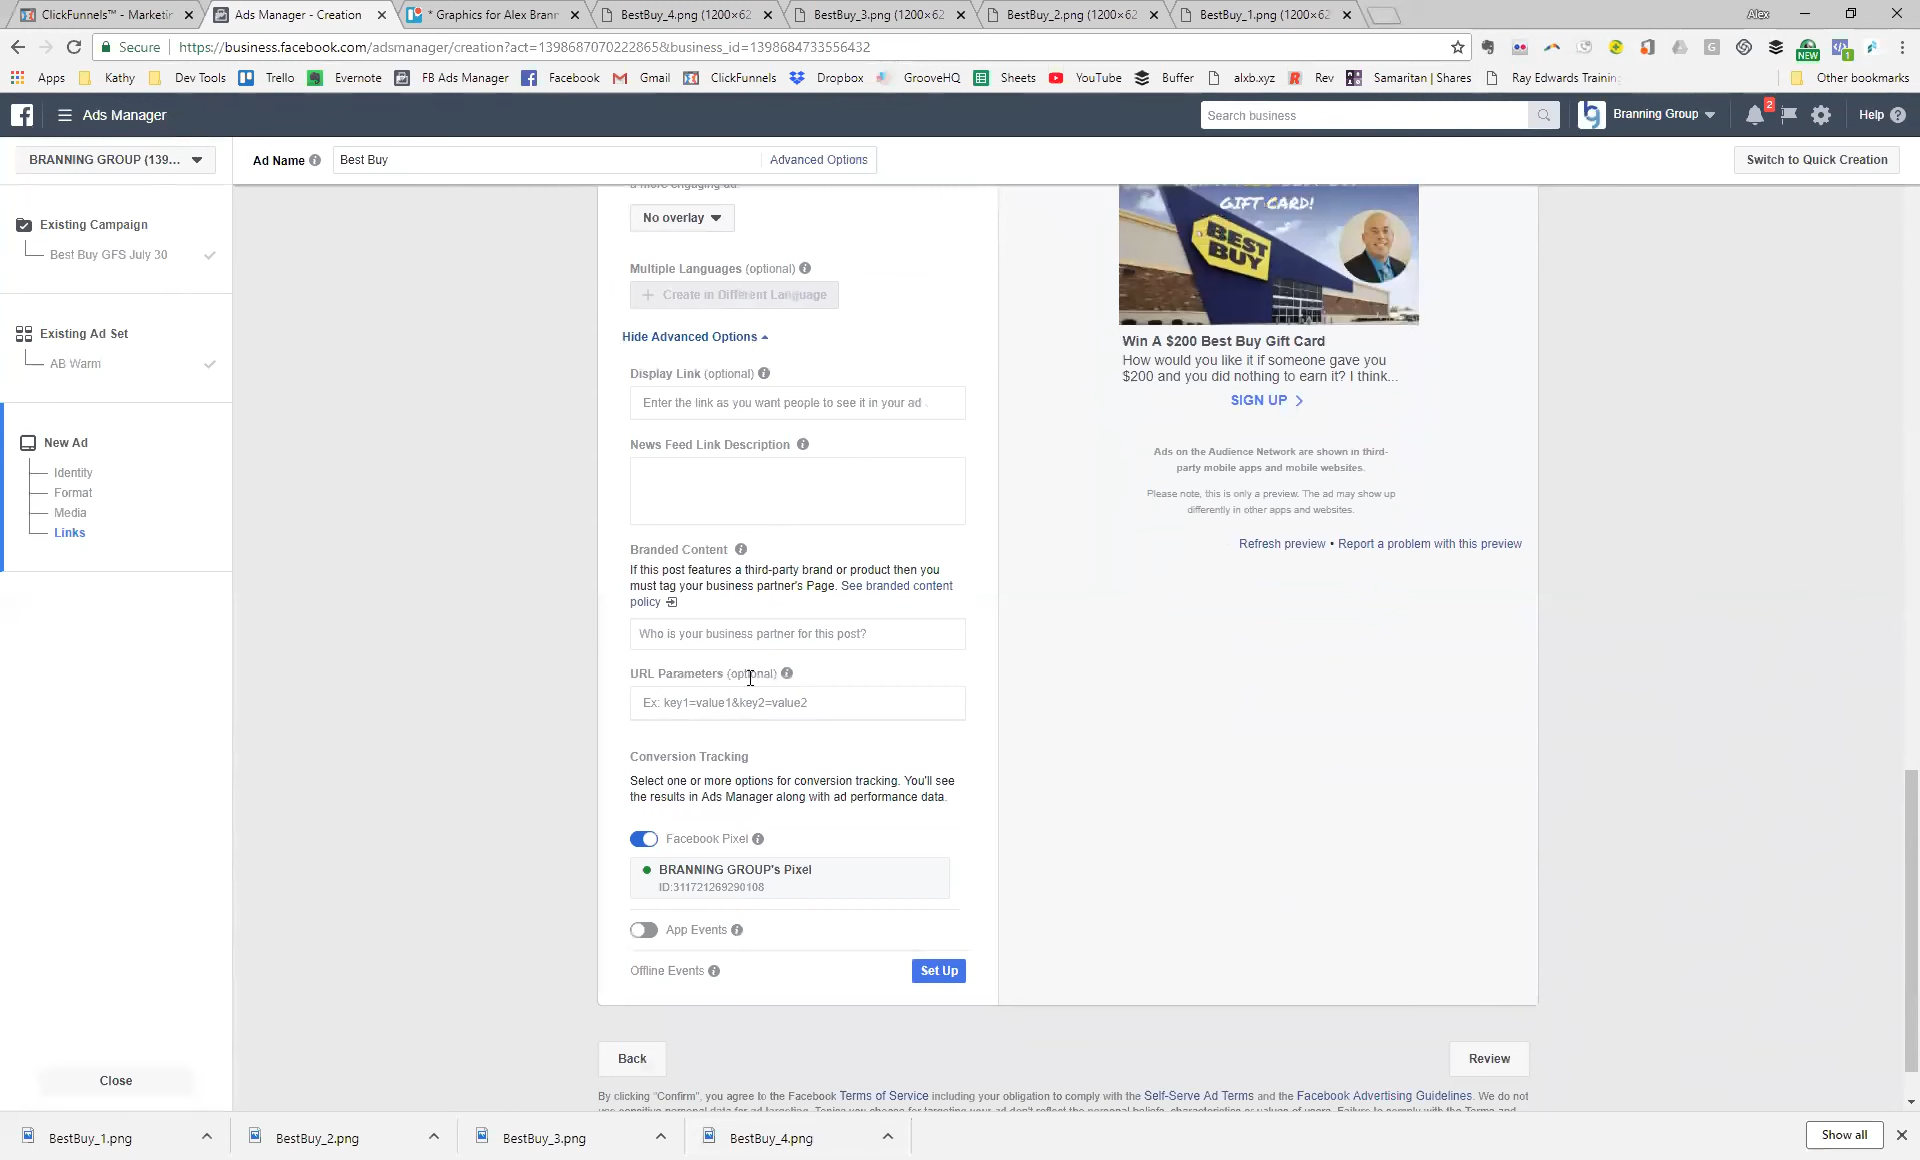 ClickFunnels™ - Marketin
Ads Manager - Creation
* Graphics for Alex Brann
BestBuy_4.png (1200×62
BestBuy_3.png (1200×62
BestBuy_2.png (1200×62
BestBuy_1.png (1200×62
Alex
Secure
https://business.facebook.com/adsmanager/creation?act=1398687070222865&business_id=1398684733556432
NEW
1
Apps
Kathy
Dev Tools
Trello
Evernote
FB Ads Manager
Facebook
Gmail
ClickFunnels
Dropbox
GrooveHQ
Sheets
YouTube
Buffer
alxb.xyz
Rev
Samaritan | Shares
Ray Edwards Training
Other bookmarks
Ads Manager
Search business
Branning Group
2
Help
BRANNING GROUP (139...
Ad Name
Best Buy
Advanced Options
Switch to Quick Creation
Existing Campaign
Best Buy GFS July 30
Existing Ad Set
AB Warm
New Ad
Identity
Format
Media
Links
Close
a more engaging ad.
No overlay
Multiple Languages (optional)
+ Create in Different Language
Hide Advanced Options
Display Link (optional)
Enter the link as you want people to see it in your ad
News Feed Link Description
Branded Content
If this post features a third-party brand or product then you
must tag your business partner's Page. See branded content
policy
Who is your business partner for this post?
URL Parameters (optional)
Ex: key1=value1&key2=value2
Conversion Tracking
Select one or more options for conversion tracking. You'll see
the results in Ads Manager along with ad performance data.
Facebook Pixel
BRANNING GROUP's Pixel
ID:311721269290108
App Events
Offline Events
Set Up
GIFT CARD!
BEST
BUY
Win A $200 Best Buy Gift Card
How would you like it if someone gave you
$200 and you did nothing to earn it? I think...
SIGN UP
Ads on the Audience Network are shown in third-
party mobile apps and mobile websites.
Please note, this is only a preview. The ad may show up
differently in other apps and websites.
Refresh preview • Report a problem with this preview
Back
Review
By clicking "Confirm", you agree to the Facebook Terms of Service including your obligation to comply with the Self-Serve Ad Terms and the Facebook Advertising Guidelines. We do not
BestBuy_1.png
BestBuy_2.png
BestBuy_3.png
BestBuy_4.png
Show all